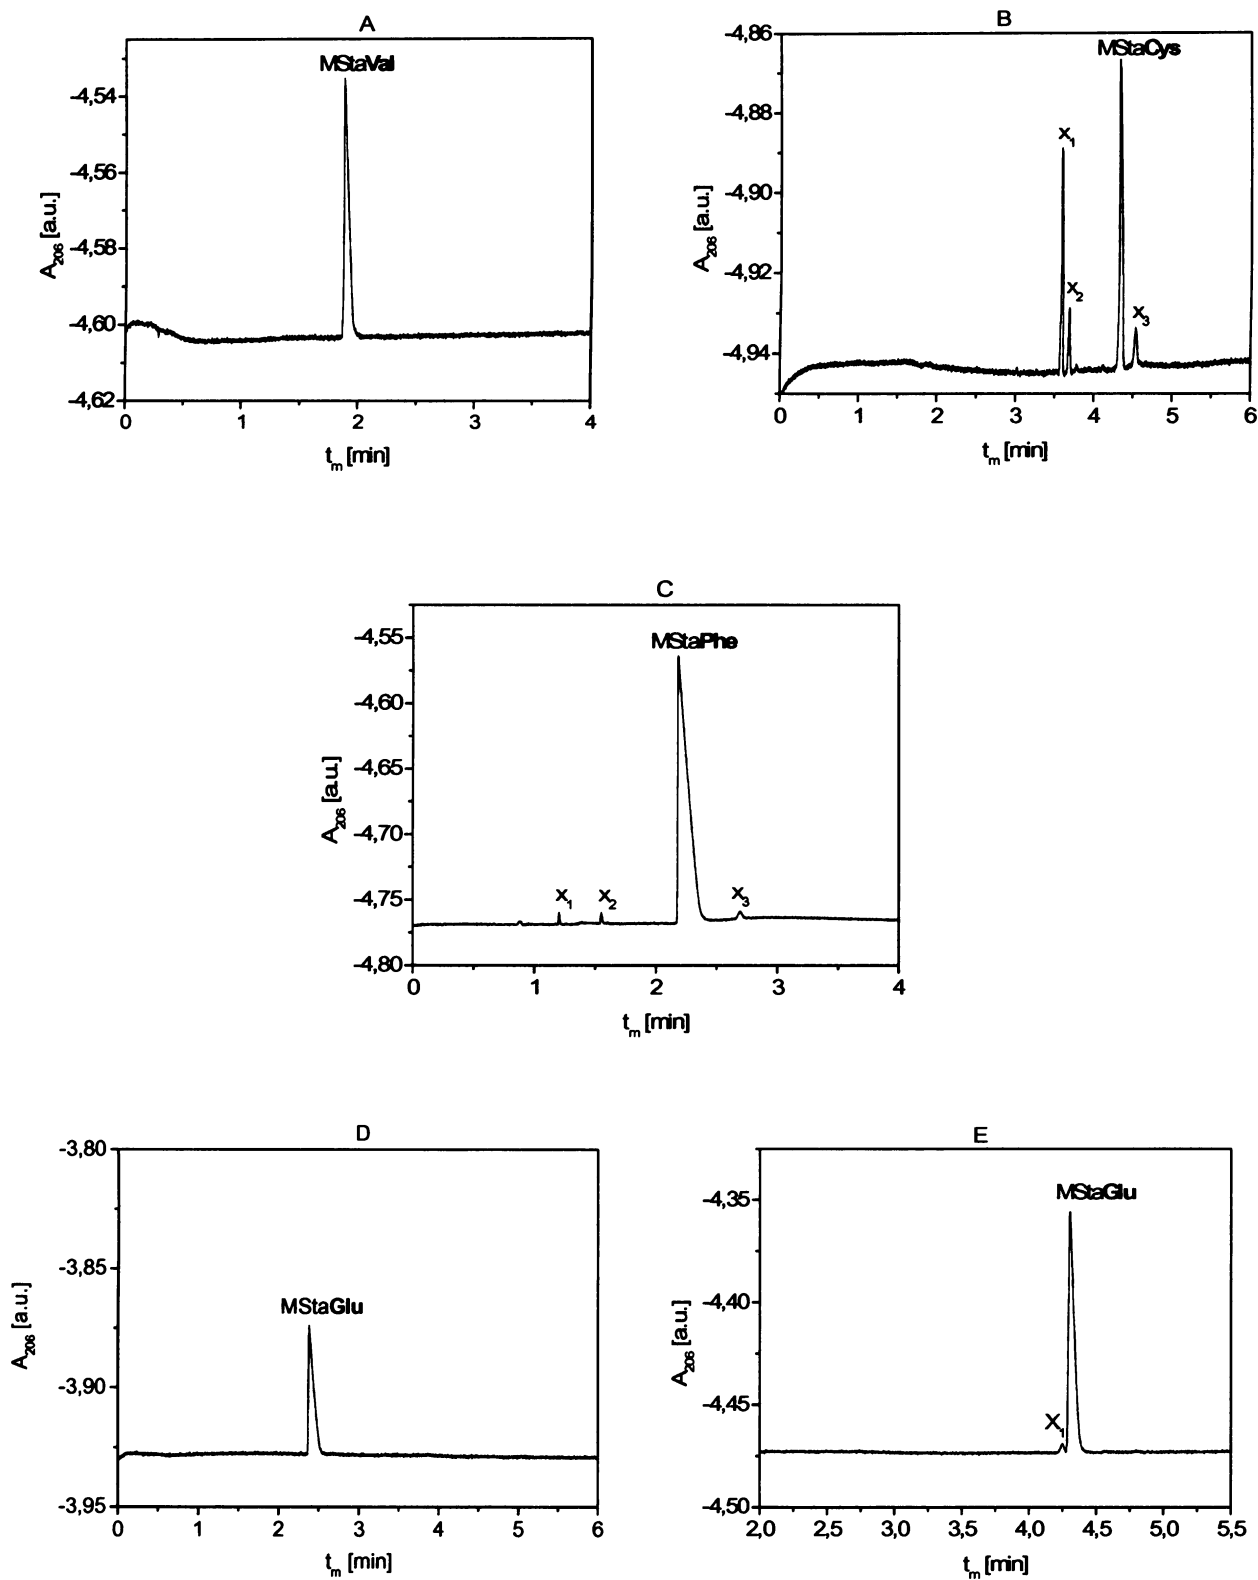 A
MStaVal
-4,54
-4,56
-4,58
-4,60
-4,62
A206 [a.u.]
0 1 2 3 4
tm [min]
B
MStaCys
-4,86
-4,88
-4,90
-4,92
-4,94
A206 [a.u.]
X1
X2
X3
0 1 2 3 4 5 6
tm [min]
C
MStaPhe
-4,55
-4,60
-4,65
-4,70
-4,75
-4,80
A206 [a.u.]
X1 X2 X3
0 1 2 3 4
tm [min]
D
MStaGlu
-3,80
-3,85
-3,90
-3,95
A206 [a.u.]
0 1 2 3 4 5 6
tm [min]
E
MStaGlu
-4,35
-4,40
-4,45
-4,50
A206 [a.u.]
X1
2,0 2,5 3,0 3,5 4,0 4,5 5,0 5,5
tm [min]